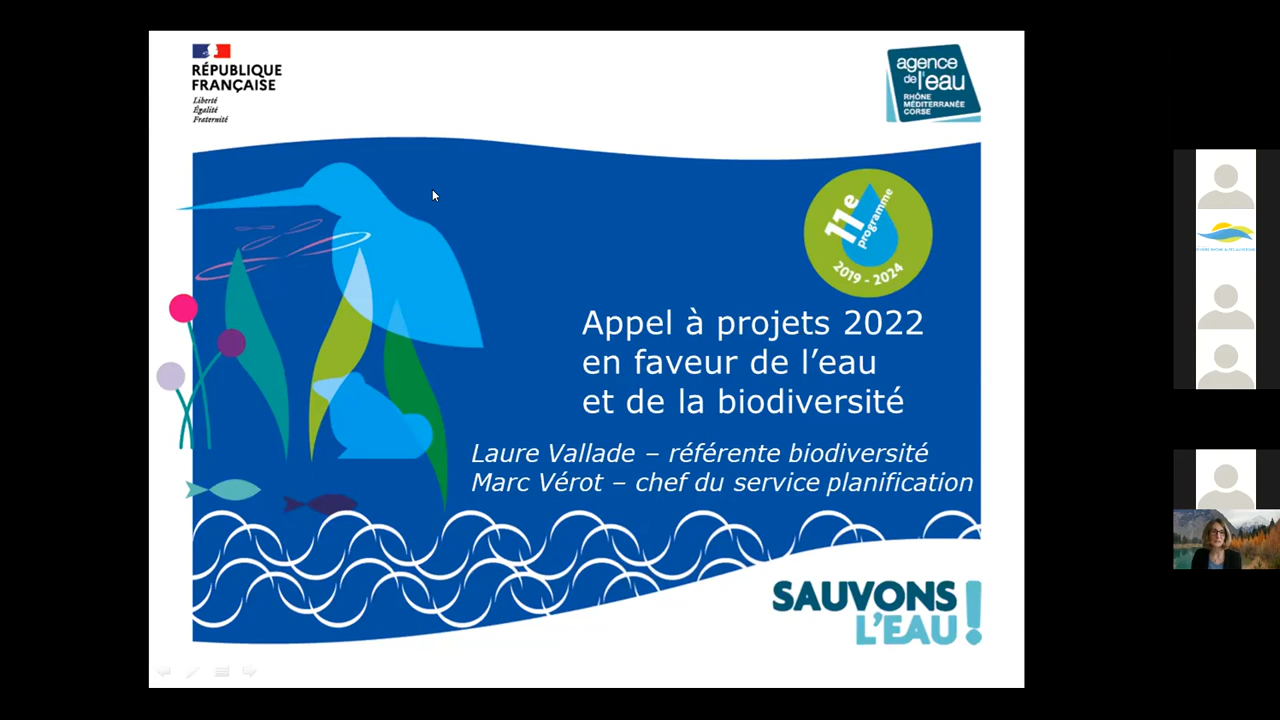 RÉPUBLIQUE
FRANÇAISE
Liberté
Égalité
Fraternité
agence
de l'eau
RHÔNE
MÉDITERRANÉE
CORSE
11e
programme
2019 - 2024
Appel à projets 2022
en faveur de l’eau
et de la biodiversité
Laure Vallade – référente biodiversité
Marc Vérot – chef du service planification
SAUVONS
L'EAU !